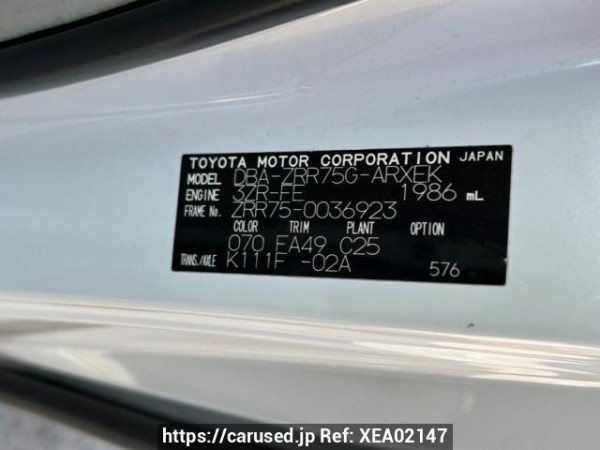 TOYOTA MOTOR CORPORATION JAPAN
MODEL DBA-ZRR75G-ARXEK
ENGINE 3ZR-FE 1986 mL
FRAME No. ZRR75-0036923
COLOR TRIM PLANT OPTION
070 FA49 C25
TRANS./AXLE K111F -02A 576
https://carused.jp Ref: XEA02147